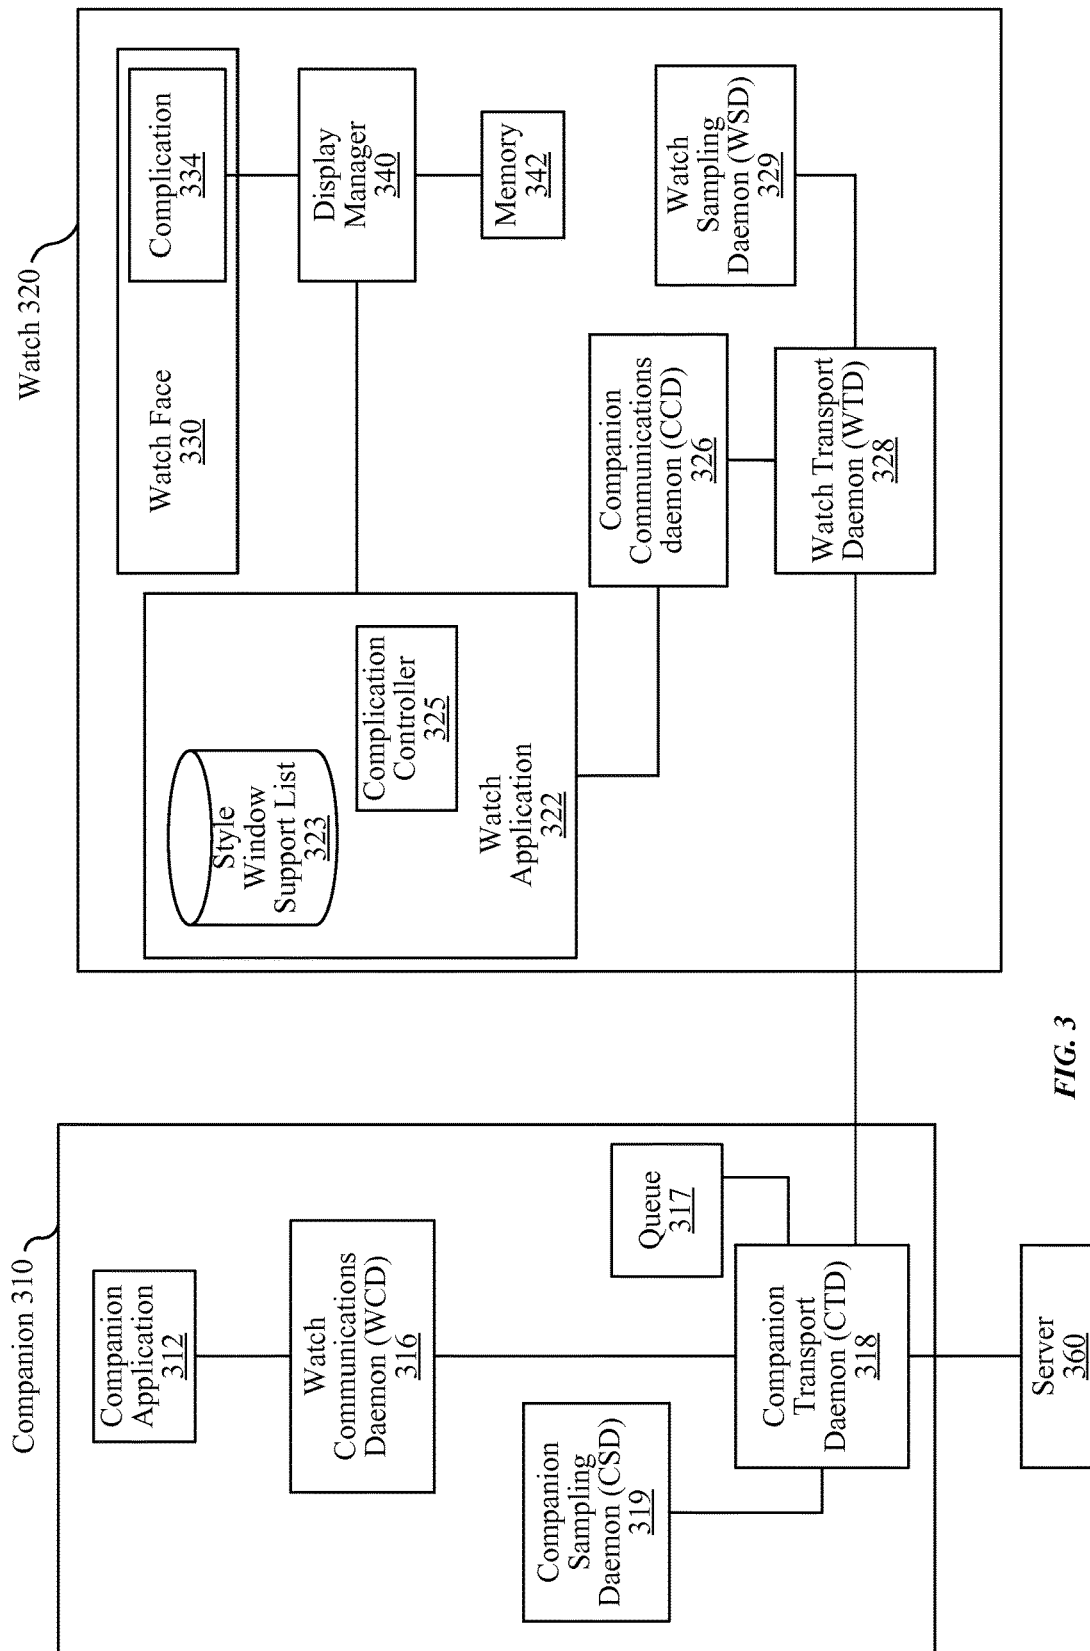 Companion 310
Companion
Application
312
Watch
Communications
Daemon (WCD)
316
Companion
Sampling
Daemon (CSD)
319
Queue
317
Companion
Transport
Daemon (CTD)
318
Server
360
Watch 320
Style
Window
Support List
323
Complication
Controller
325
Watch
Application
322
Watch Face
330
Complication
334
Display
Manager
340
Memory
342
Companion
Communications
daemon (CCD)
326
Watch
Sampling
Daemon (WSD)
329
Watch Transport
Daemon (WTD)
328
FIG. 3